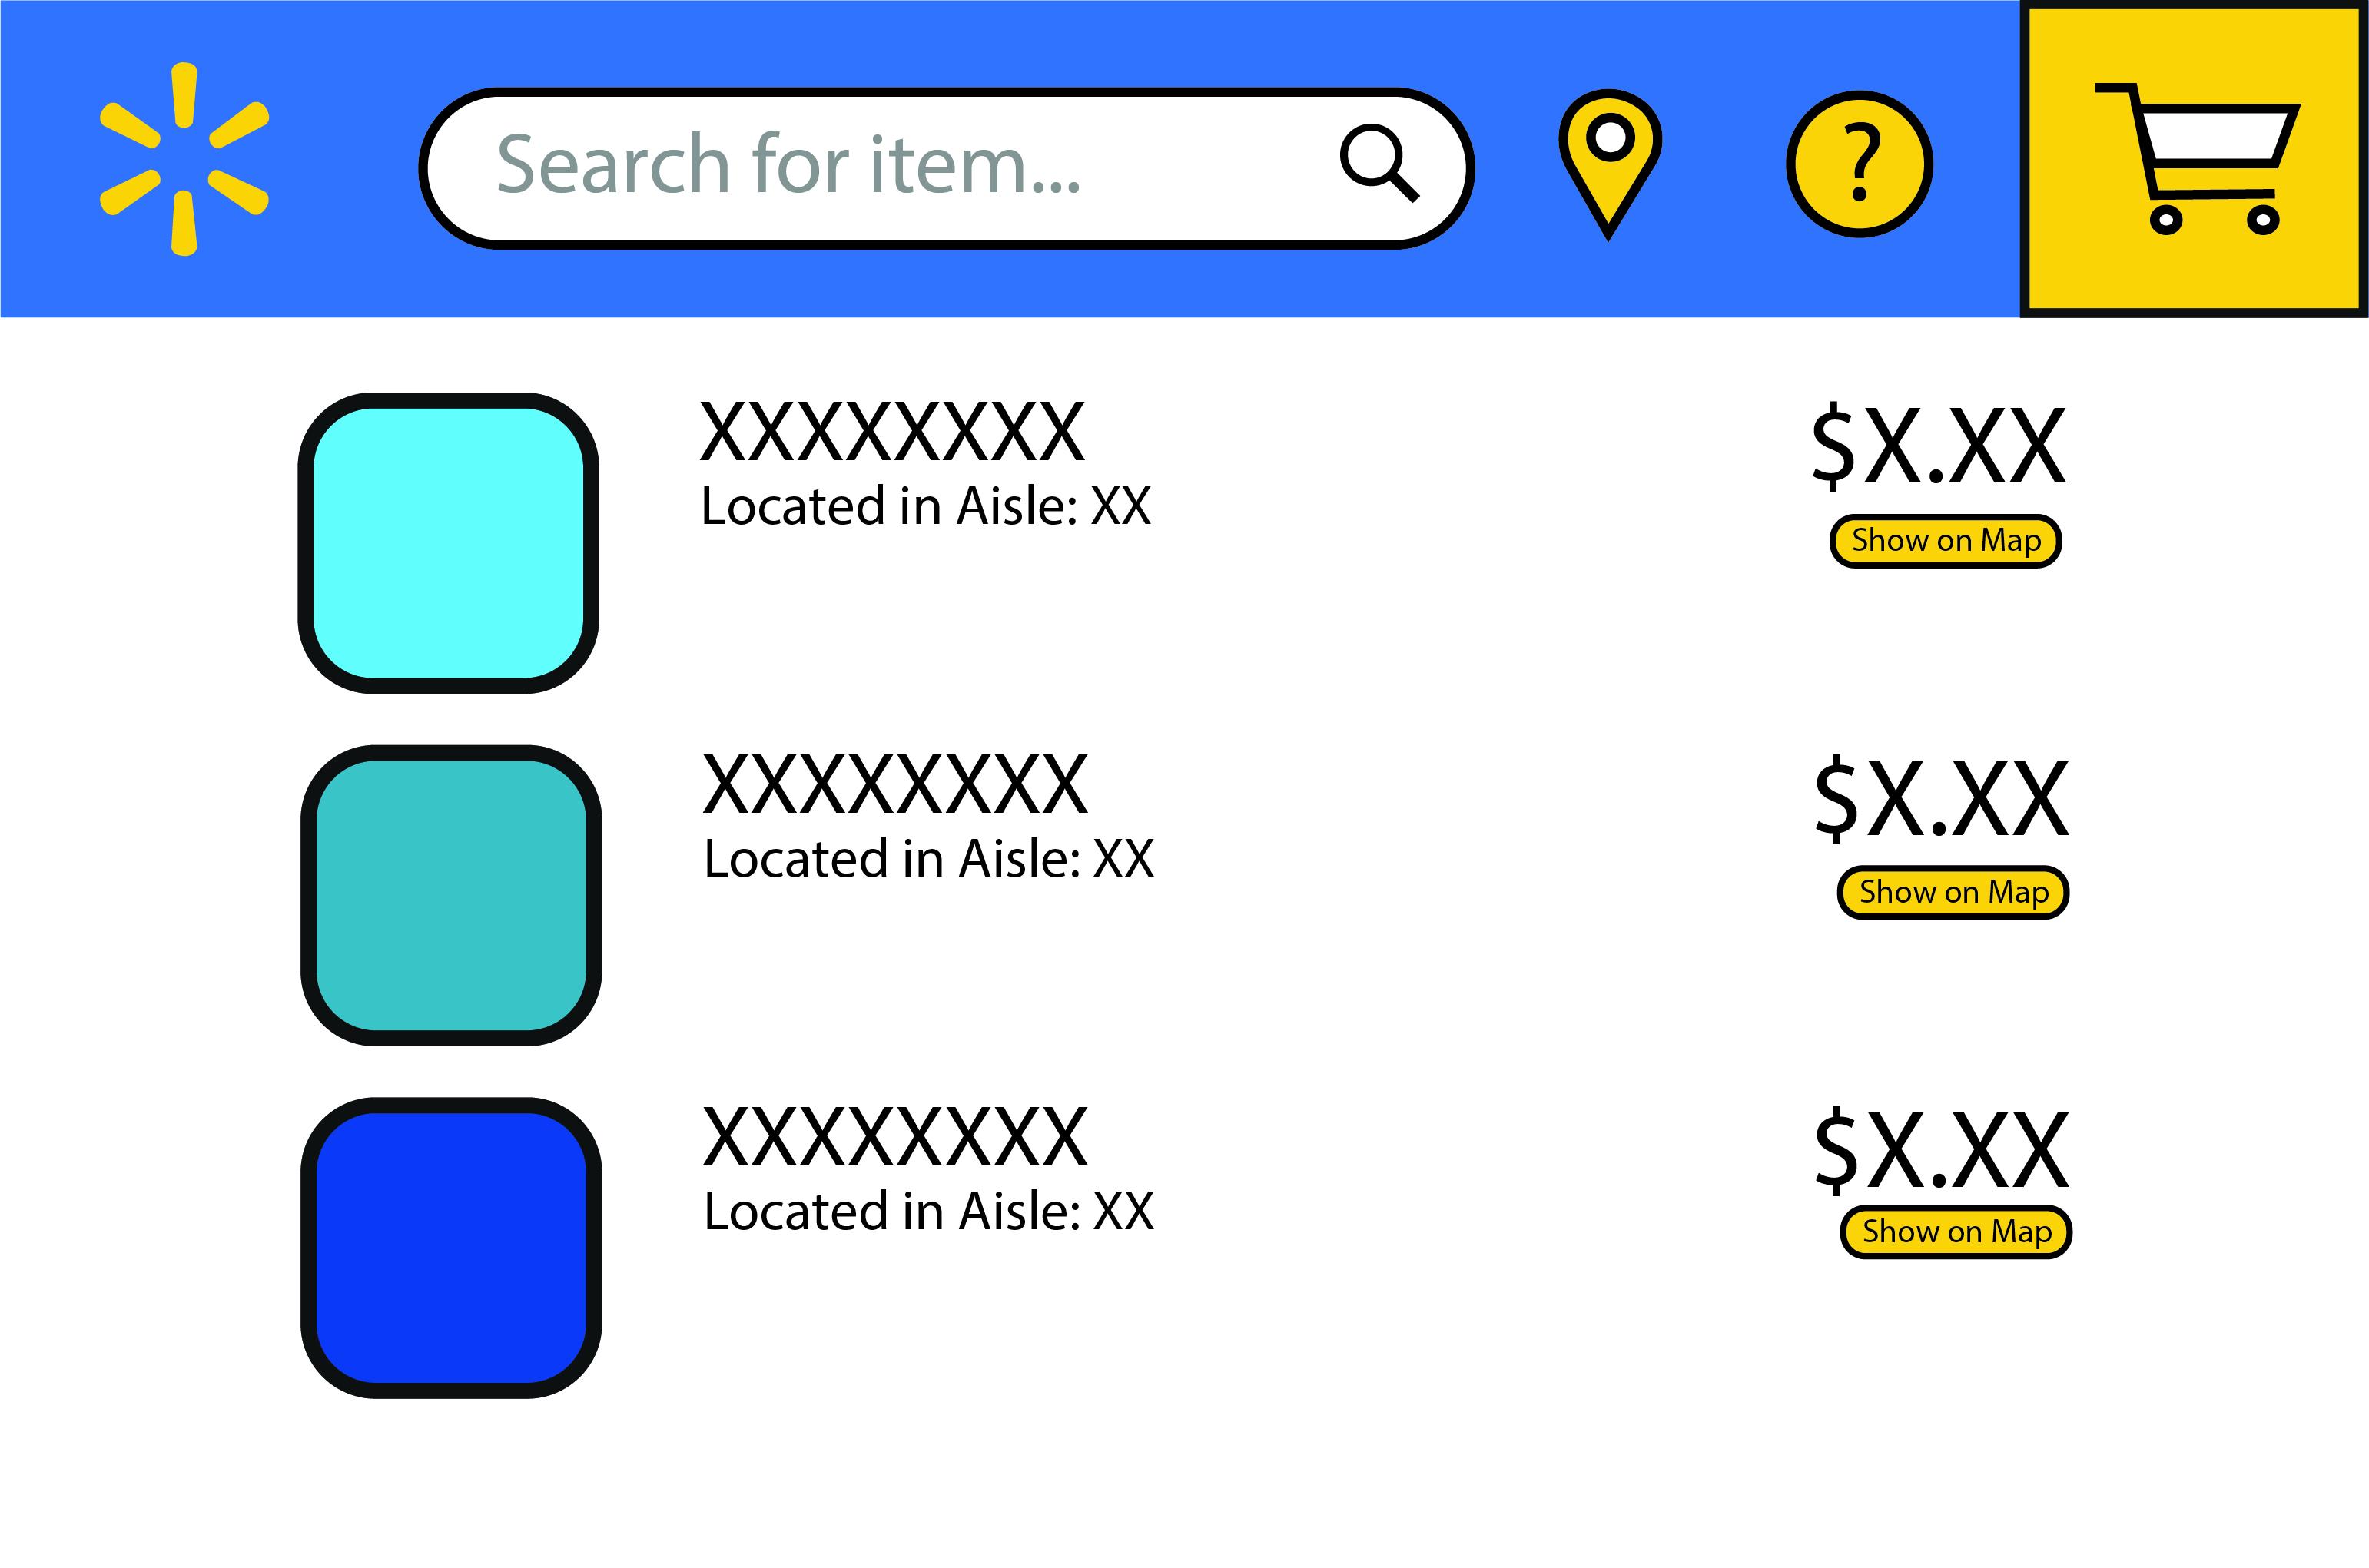 Search for item...
?
XXXXXXXX
Located in Aisle: XX
$X.XX
Show on Map
XXXXXXXX
Located in Aisle: XX
$X.XX
Show on Map
XXXXXXXX
Located in Aisle: XX
$X.XX
Show on Map